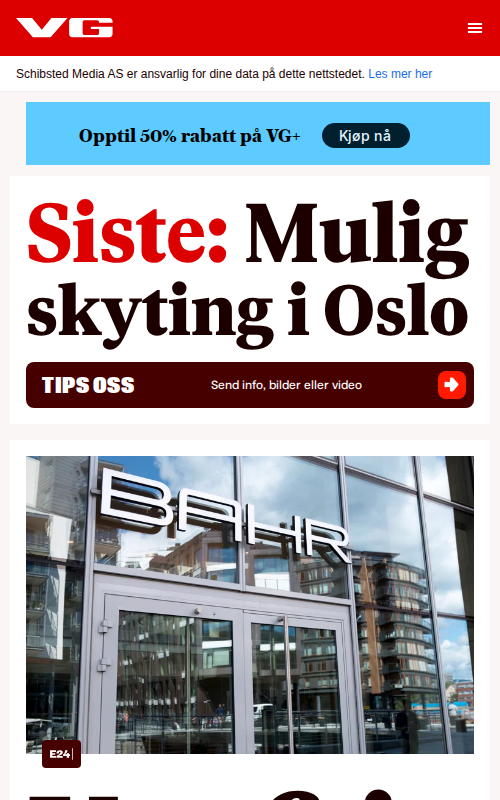 VG
Schibsted Media AS er ansvarlig for dine data på dette nettstedet. Les mer her
Opptil 50% rabatt på VG+ Kjøp nå
Siste: Mulig
skyting i Oslo
TIPS OSS Send info, bilder eller video
BAHR
E24